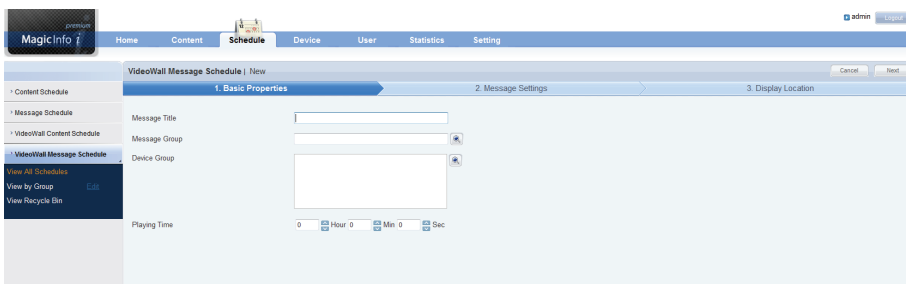 premium
MagicInfo i
admin
Logout
Home Content Schedule Device User Statistics Setting
VideoWall Message Schedule | New
Cancel Next
1. Basic Properties 2. Message Settings 3. Display Location
Content Schedule
Message Schedule
VideoWall Content Schedule
VideoWall Message Schedule
View All Schedules
View by Group Edit
View Recycle Bin
Message Title
Message Group
Device Group
Playing Time 0 Hour 0 Min 0 Sec